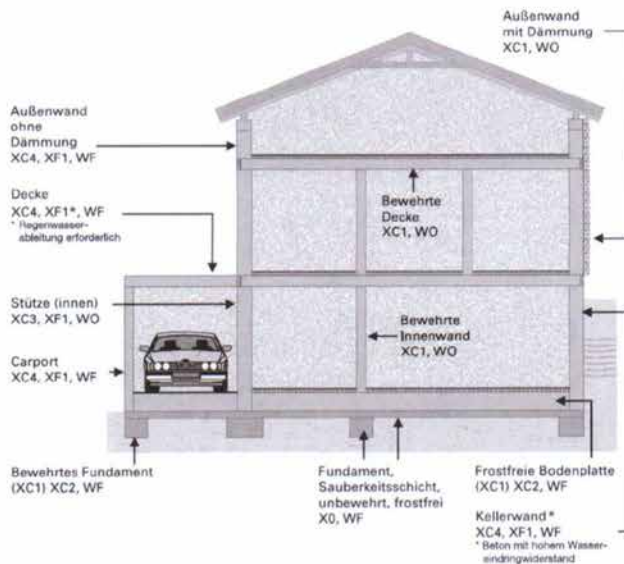 Außenwand
mit Dämmung
XC1, WO
Außenwand
ohne
Dämmung
XC4, XF1, WF
Decke
XC4, XF1*, WF
* Regenwasser-
ableitung erforderlich
Bewehrte
Decke
XC1, WO
Stütze (innen)
XC3, XF1, WO
Bewehrte
Innenwand
XC1, WO
Carport
XC4, XF1, WF
Bewehrtes Fundament
(XC1) XC2, WF
Fundament,
Sauberkeitsschicht,
unbewehrt, frostfrei
X0, WF
Frostfreie Bodenplatte
(XC1) XC2, WF
Kellerwand*
XC4, XF1, WF
* Beton mit hohem Wasser-
eindringwiderstand